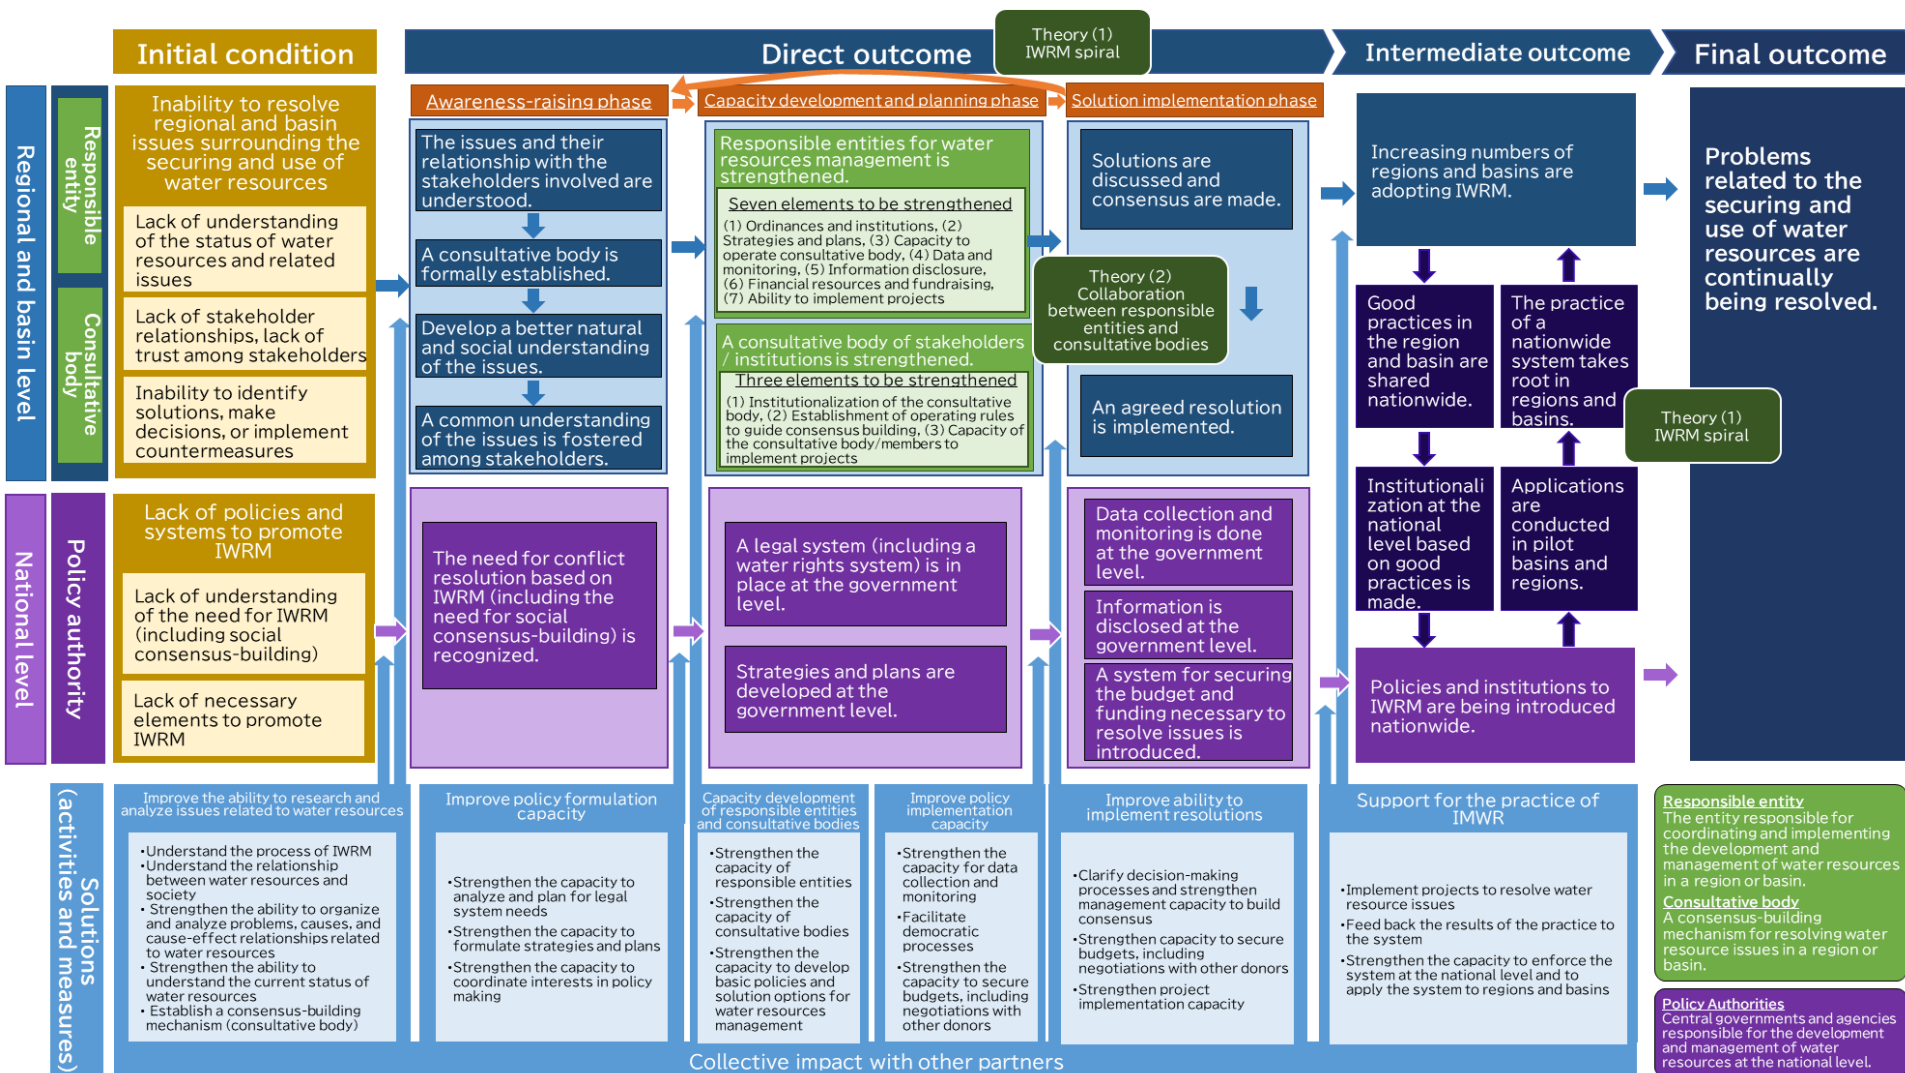 Initial condition
Direct outcome
Theory (1)
IWRM spiral
Intermediate outcome
Final outcome
Regional and basin level
Responsible
entity
Consultative
body
Inability to resolve
regional and basin
issues surrounding the
securing and use of
water resources
Lack of understanding
of the status of water
resources and related
issues
Lack of stakeholder
relationships, lack of
trust among stakeholders
Inability to identify
solutions, make
decisions, or implement
countermeasures
Awareness-raising phase
The issues and their
relationship with the
stakeholders involved are
understood.
A consultative body is
formally established.
Develop a better natural
and social understanding
of the issues.
A common understanding
of the issues is fostered
among stakeholders.
Capacity development and planning phase
Responsible entities for water
resources management is
strengthened.
Seven elements to be strengthened
(1) Ordinances and institutions, (2)
Strategies and plans, (3) Capacity to
operate consultative body, (4) Data and
monitoring, (5) Information disclosure,
(6) Financial resources and fundraising,
(7) Ability to implement projects
A consultative body of stakeholders
/ institutions is strengthened.
Three elements to be strengthened
(1) Institutionalization of the consultative
body, (2) Establishment of operating rules
to guide consensus building, (3) Capacity of
the consultative body/members to
implement projects
Solution implementation phase
Solutions are
discussed and
consensus are made.
Theory (2)
Collaboration
between responsible
entities and
consultative bodies
An agreed resolution
is implemented.
Increasing numbers of
regions and basins are
adopting IWRM.
Good
practices in
the region
and basin are
shared
nationwide.
The practice
of a
nationwide
system takes
root in
regions and
basins.
Institutionali
zation at the
national
level based
on good
practices is
made.
Applications
are
conducted
in pilot
basins and
regions.
Theory (1)
IWRM spiral
Problems
related to the
securing and
use of water
resources are
continually
being resolved.
National level
Policy authority
Lack of policies and
systems to promote
IWRM
Lack of understanding
of the need for IWRM
(including social
consensus-building)
Lack of necessary
elements to promote
IWRM
The need for conflict
resolution based on
IWRM (including the
need for social
consensus-building) is
recognized.
A legal system (including a
water rights system) is in
place at the government
level.
Strategies and plans are
developed at the
government level.
Data collection and
monitoring is done
at the government
level.
Information is
disclosed at the
government level.
A system for securing
the budget and
funding necessary to
resolve issues is
introduced.
Policies and institutions to
IWRM are being introduced
nationwide.
Solutions
(activities and measures)
Improve the ability to research and
analyze issues related to water resources
•Understand the process of IWRM
•Understand the relationship
between water resources and
society
• Strengthen the ability to organize
and analyze problems, causes, and
cause-effect relationships related
to water resources
• Strengthen the ability to
understand the current status of
water resources
• Establish a consensus-building
mechanism (consultative body)
Improve policy formulation
capacity
•Strengthen the capacity to
analyze and plan for legal
system needs
•Strengthen the capacity to
formulate strategies and plans
•Strengthen the capacity to
coordinate interests in policy
making
Capacity development
of responsible entities
and consultative bodies
•Strengthen the
capacity of
responsible entities
•Strengthen the
capacity of
consultative bodies
•Strengthen the
capacity to develop
basic policies and
solution options for
water resources
management
Improve policy
implementation
capacity
•Strengthen the
capacity for data
collection and
monitoring
•Facilitate
democratic
processes
•Strengthen the
capacity to secure
budgets, including
negotiations with
other donors
Improve ability to
implement resolutions
•Clarify decision-making
processes and strengthen
management capacity to build
consensus
•Strengthen capacity to secure
budgets, including
negotiations with other donors
•Strengthen project
implementation capacity
Support for the practice of
IMWR
•Implement projects to resolve water
resource issues
•Feed back the results of the practice to
the system
•Strengthen the capacity to enforce the
system at the national level and to
apply the system to regions and basins
Collective impact with other partners
Responsible entity
The entity responsible for
coordinating and implementing
the development and
management of water resources
in a region or basin.
Consultative body
A consensus-building
mechanism for resolving water
resource issues in a region or
basin.
Policy Authorities
Central governments and agencies
responsible for the development
and management of water
resources at the national level.